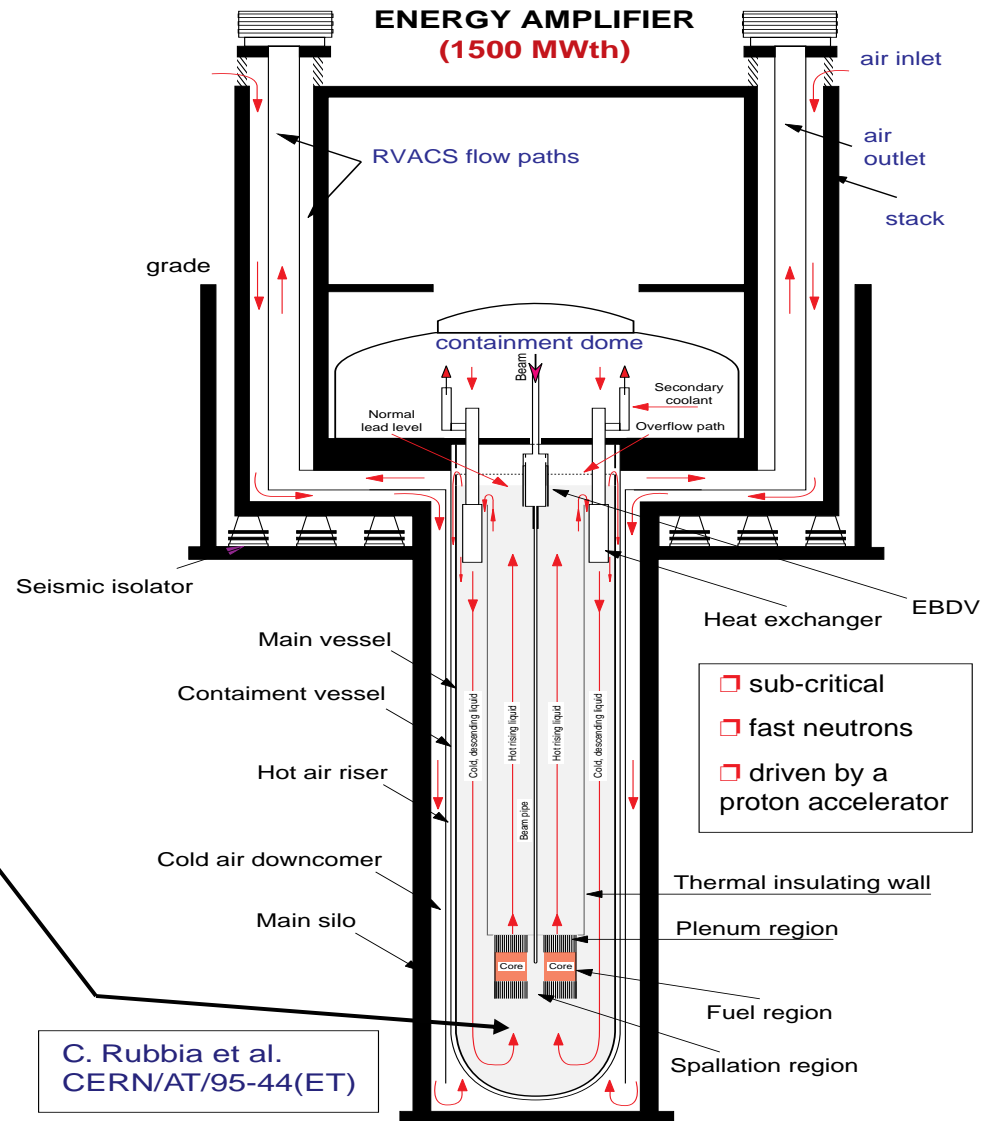 ENERGY AMPLIFIER
(1500 MWth)
air inlet
air
outlet
RVACS flow paths
stack
grade
containment dome
Beam
Secondary
coolant
Normal
lead level
Overflow path
Seismic isolator
EBDV
Heat exchanger
Main vessel
Contaiment vessel
Hot air riser
Cold air downcomer
Main silo
Cold, descending liquid
Hot rising liquid
Beam pipe
Hot rising liquid
Cold, descending liquid
sub-critical
fast neutrons
driven by a
proton accelerator
Thermal insulating wall
Plenum region
Core
Core
Fuel region
Spallation region
C. Rubbia et al.
CERN/AT/95-44(ET)